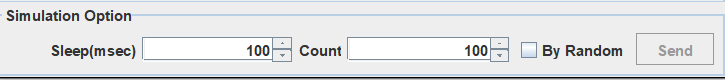 Simulation Option
Sleep(msec) 100 Count 100 By Random Send